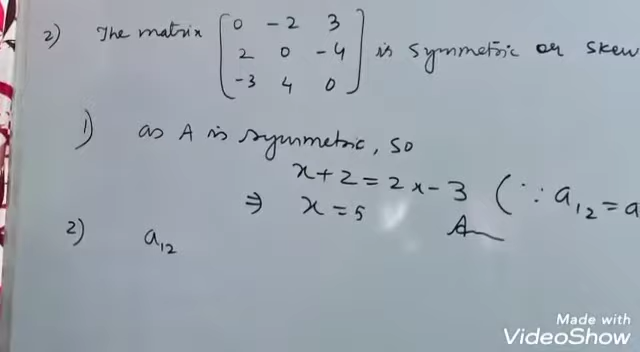 2) The matrix [0 -2 3
2 0 -4
-3 4 0] is symmetric or skew
1) as A is symmetric, so
x+2=2x-3 (∵ a₁₂=a
⇒ x=5
2) a₁₂
Made with
VideoShow